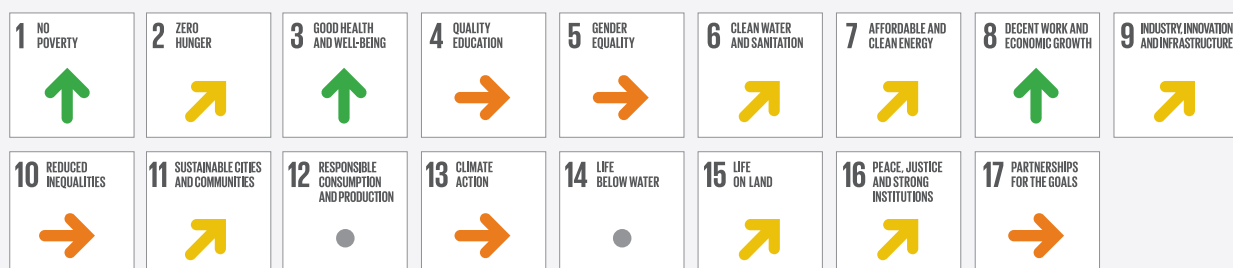 1 NO
POVERTY
2 ZERO
HUNGER
3 GOOD HEALTH
AND WELL-BEING
4 QUALITY
EDUCATION
5 GENDER
EQUALITY
6 CLEAN WATER
AND SANITATION
7 AFFORDABLE AND
CLEAN ENERGY
8 DECENT WORK AND
ECONOMIC GROWTH
9 INDUSTRY, INNOVATION
AND INFRASTRUCTURE
10 REDUCED
INEQUALITIES
11 SUSTAINABLE CITIES
AND COMMUNITIES
12 RESPONSIBLE
CONSUMPTION
AND PRODUCTION
13 CLIMATE
ACTION
14 LIFE
BELOW WATER
15 LIFE
ON LAND
16 PEACE, JUSTICE
AND STRONG
INSTITUTIONS
17 PARTNERSHIPS
FOR THE GOALS